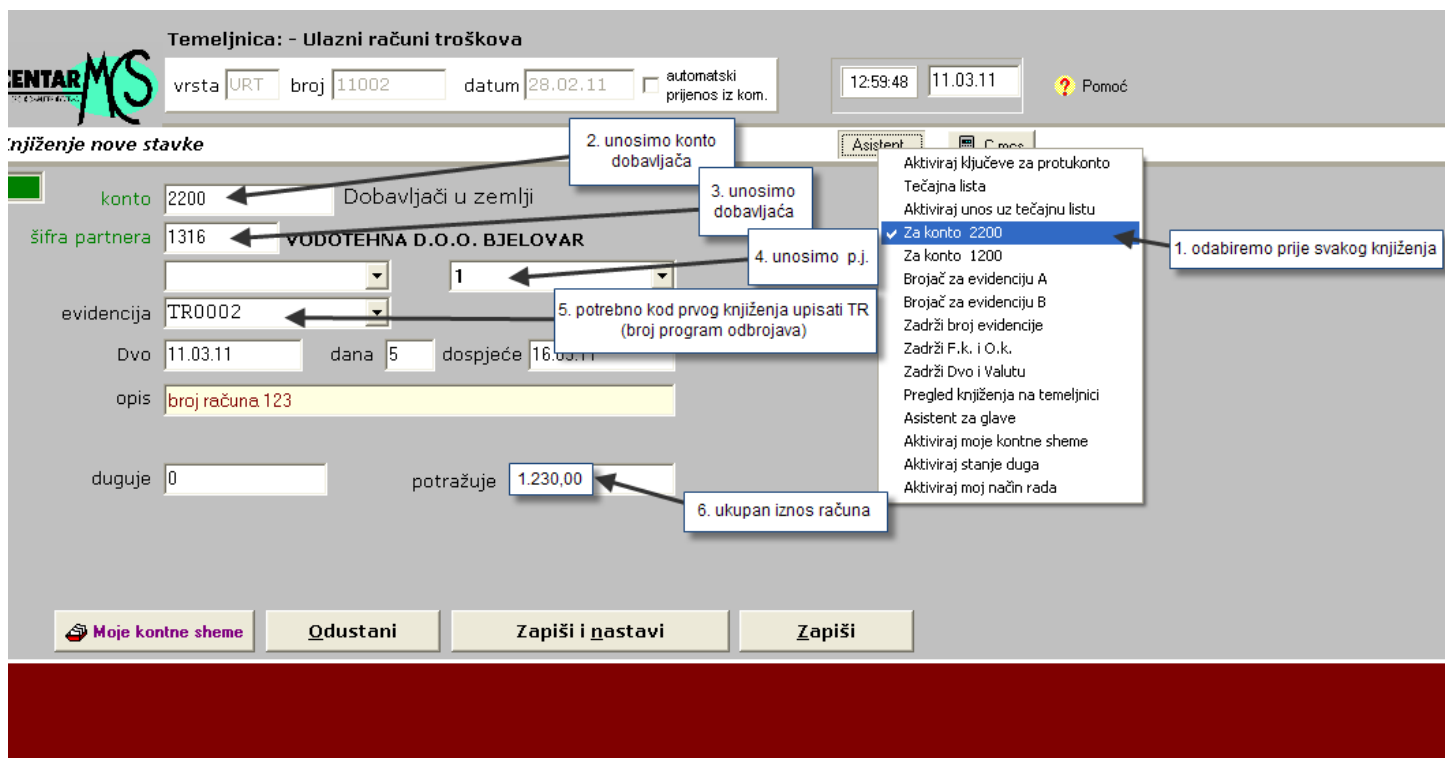 Temeljnica: - Ulazni računi troškova
CENTAR MCS
vrsta URT broj 11002 datum 28.02.11 automatski prijenos iz kom.
12:59:48 11.03.11 ? Pomoć
Knjiženje nove stavke
Asistent
C mcs
2. unosimo konto
dobavljača
konto 2200 Dobavljači u zemlji
3. unosimo
dobavljaća
šifra partnera 1316 VODOTEHNA D.O.O. BJELOVAR
4. unosimo p.j.
1
evidencija TR0002
5. potrebno kod prvog knjiženja upisati TR
(broj program odbrojava)
Dvo 11.03.11 dana 5 dospjeće 16.03.11
opis broj računa 123
duguje 0 potražuje 1.230,00
6. ukupan iznos računa
Aktiviraj ključeve za protukonto
Tečajna lista
Aktiviraj unos uz tečajnu listu
Za konto 2200
1. odabiremo prije svakog knjiženja
Za konto 1200
Brojač za evidenciju A
Brojač za evidenciju B
Zadrži broj evidencije
Zadrži F.k. i O.k.
Zadrži Dvo i Valutu
Pregled knjiženja na temeljnici
Asistent za glave
Aktiviraj moje kontne sheme
Aktiviraj stanje duga
Aktiviraj moj način rada
Moje kontne sheme Odustani Zapiši i nastavi Zapiši